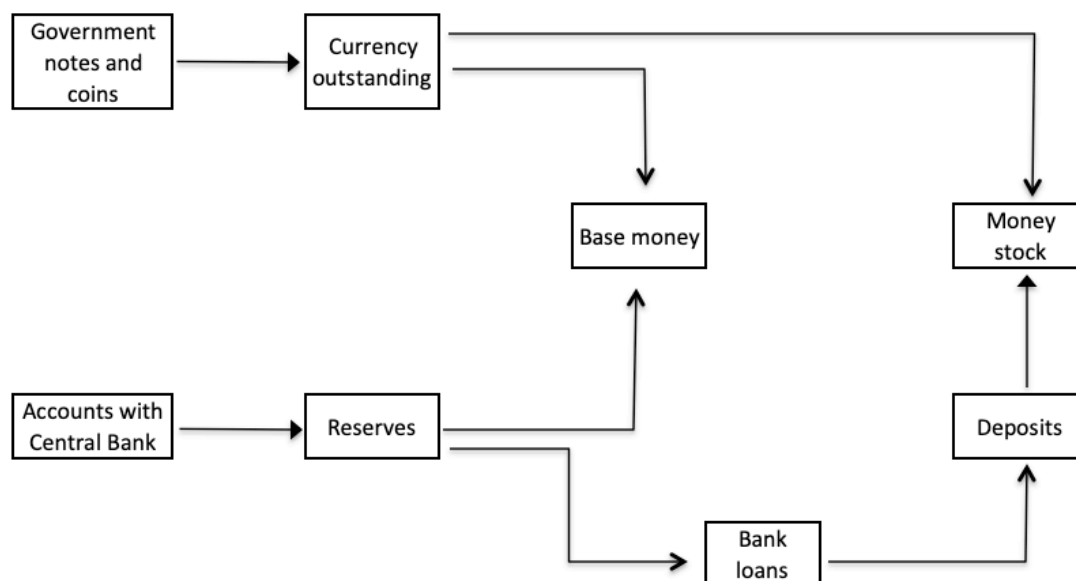 Government
notes and
coins
Currency
outstanding
Base money
Money
stock
Accounts with
Central Bank
Reserves
Deposits
Bank
loans